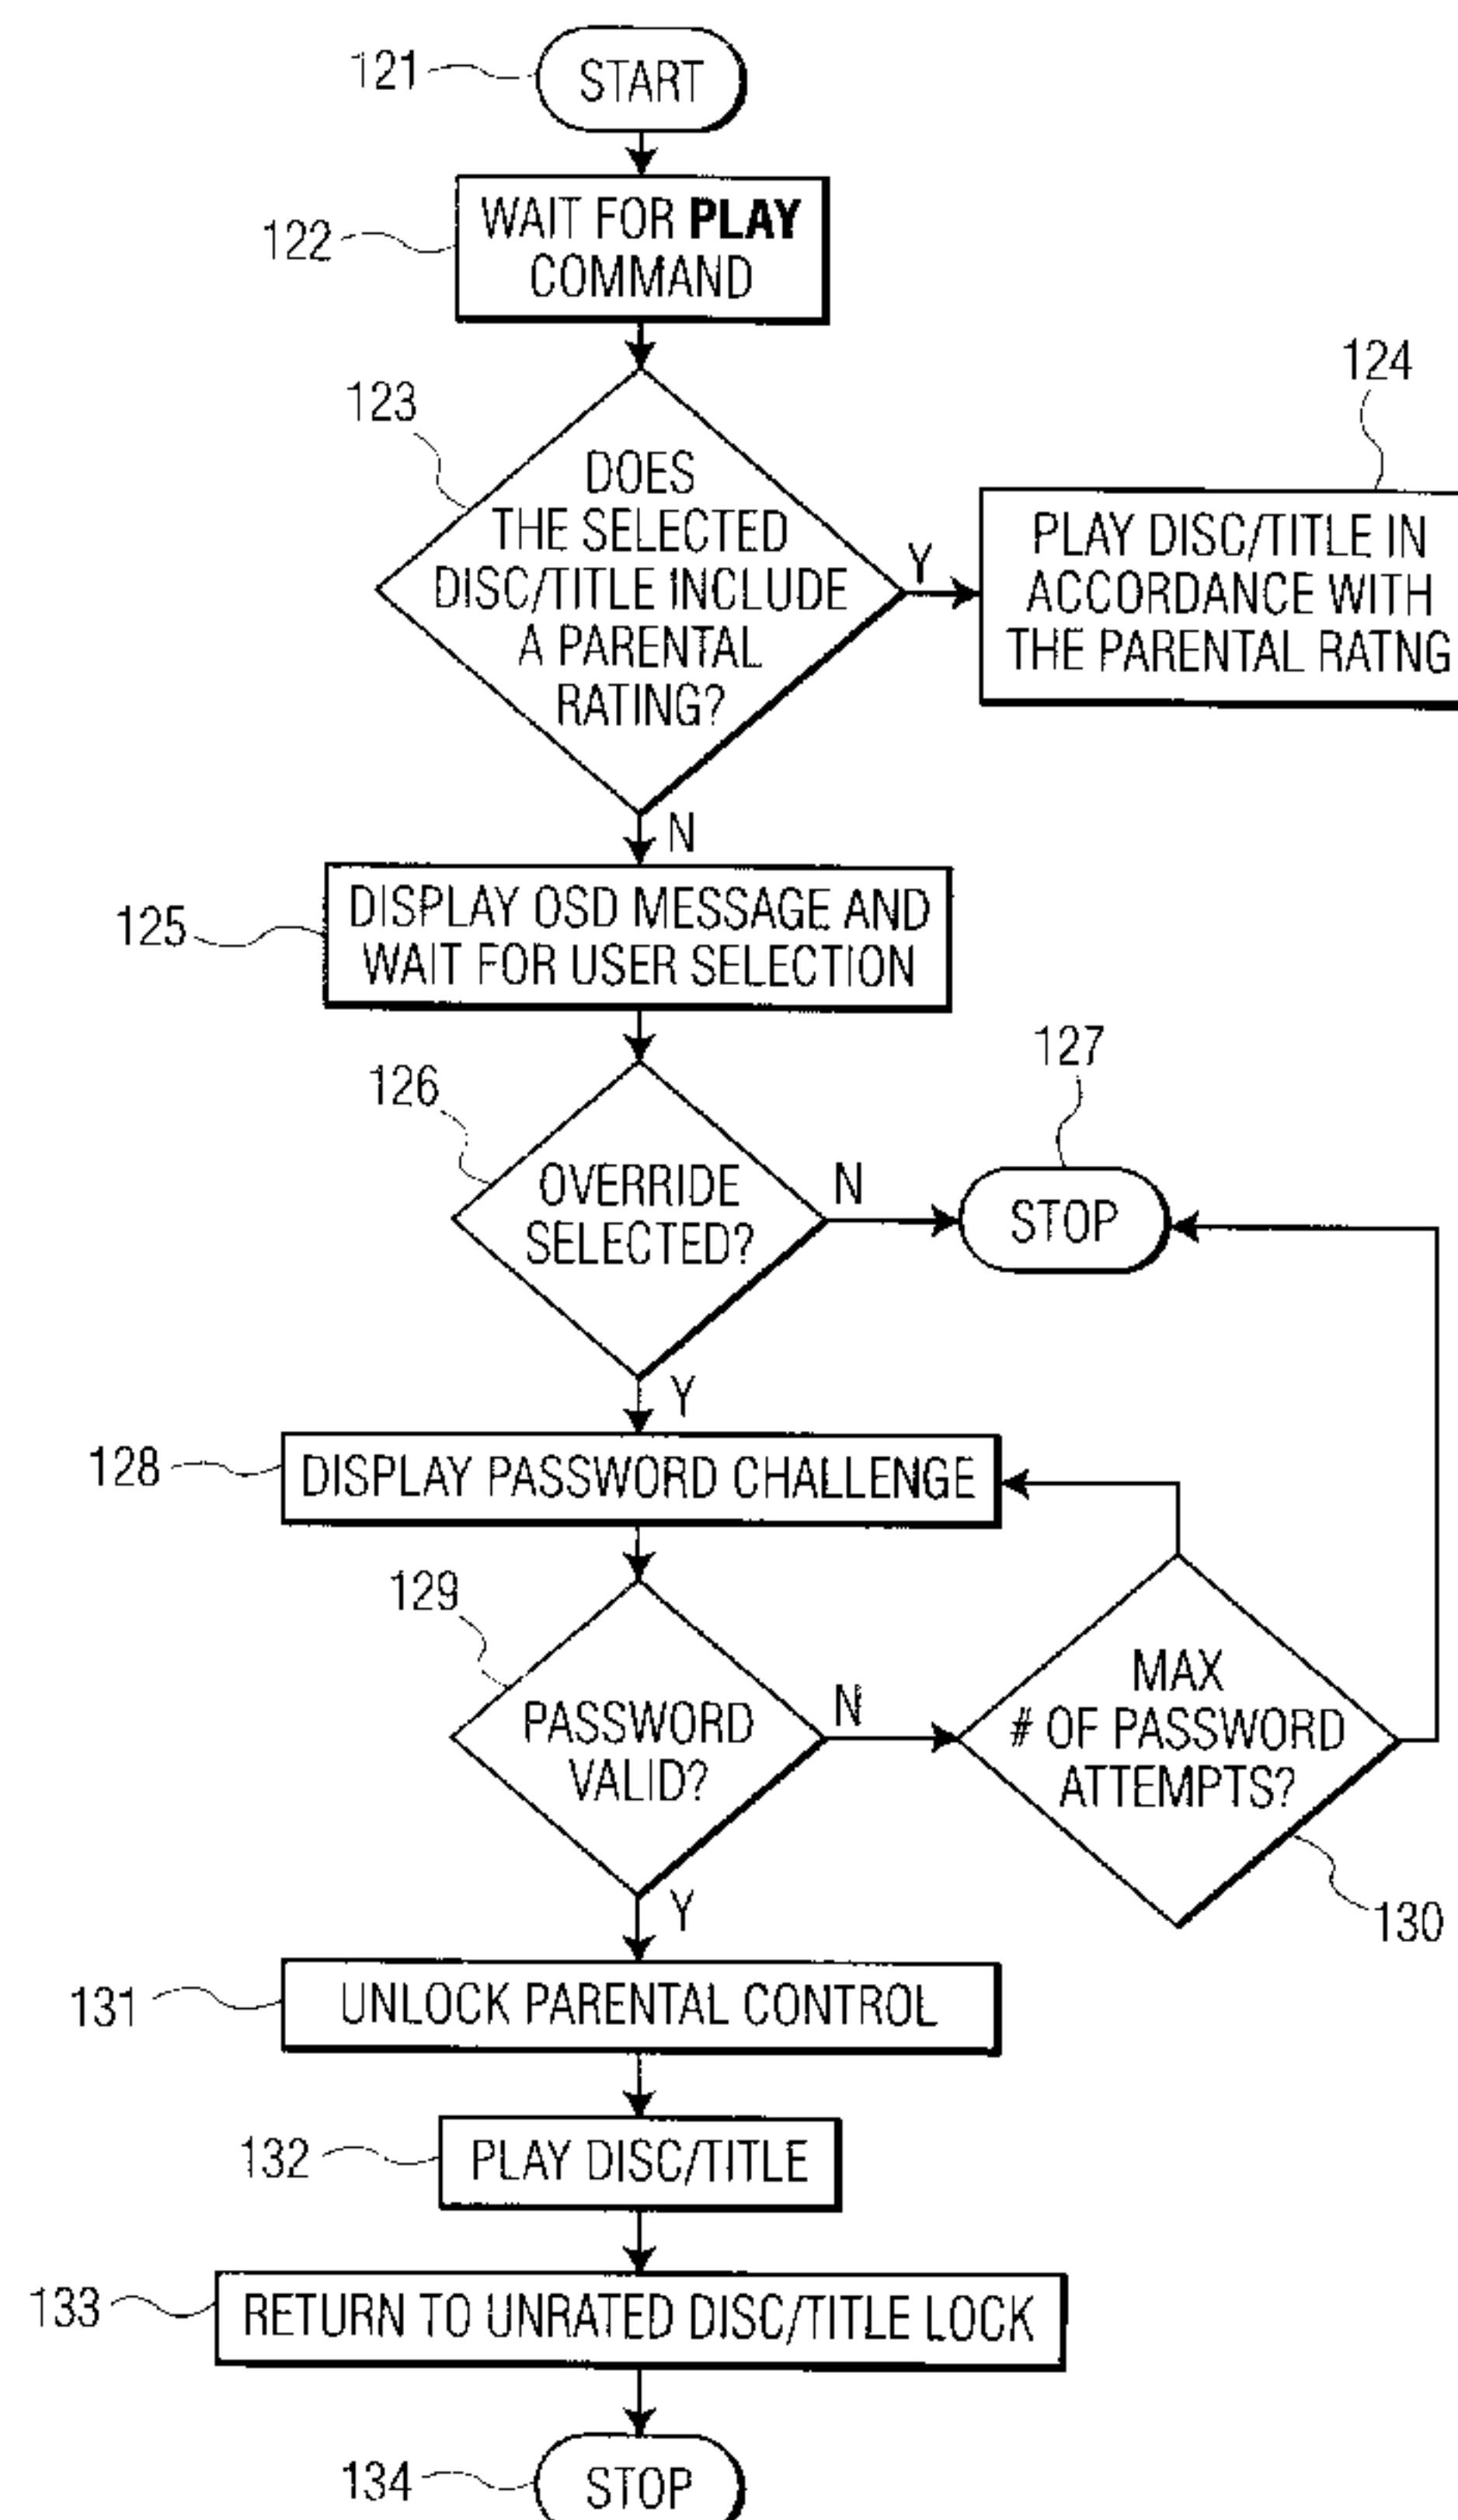 121
START
122
WAIT FOR PLAY
COMMAND
123
DOES
THE SELECTED
DISC/TITLE INCLUDE
A PARENTAL
RATING?
Y
124
PLAY DISC/TITLE IN
ACCORDANCE WITH
THE PARENTAL RATNG
N
125
DISPLAY OSD MESSAGE AND
WAIT FOR USER SELECTION
126
OVERRIDE
SELECTED?
N
127
STOP
Y
128
DISPLAY PASSWORD CHALLENGE
129
PASSWORD
VALID?
N
MAX
# OF PASSWORD
ATTEMPTS?
130
Y
131
UNLOCK PARENTAL CONTROL
132
PLAY DISC/TITLE
133
RETURN TO UNRATED DISC/TITLE LOCK
134
STOP